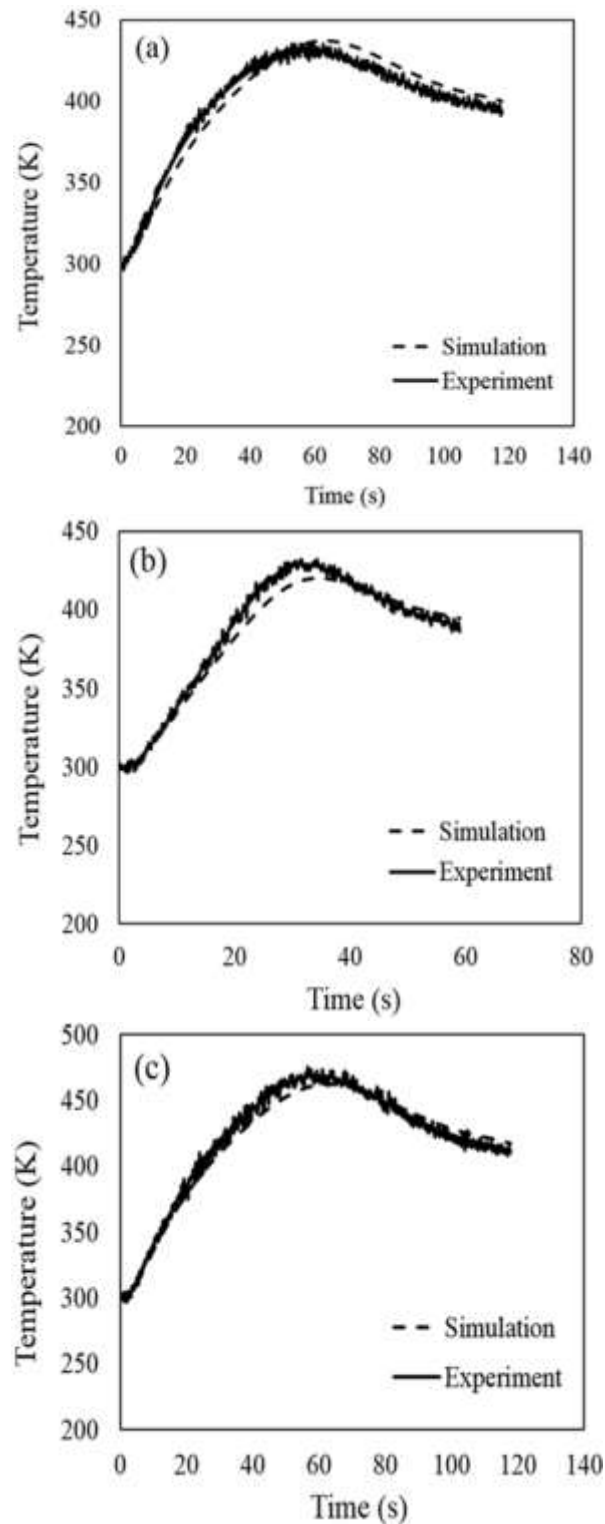 450
(a)
400
350
300
250
200
Temperature (K)
Simulation
Experiment
0 20 40 60 80 100 120 140
Time (s)
450
(b)
400
350
300
250
200
Temperature (K)
Simulation
Experiment
0 20 40 60 80
Time (s)
500
(c)
450
400
350
300
250
200
Temperature (K)
Simulation
Experiment
0 20 40 60 80 100 120 140
Time (s)